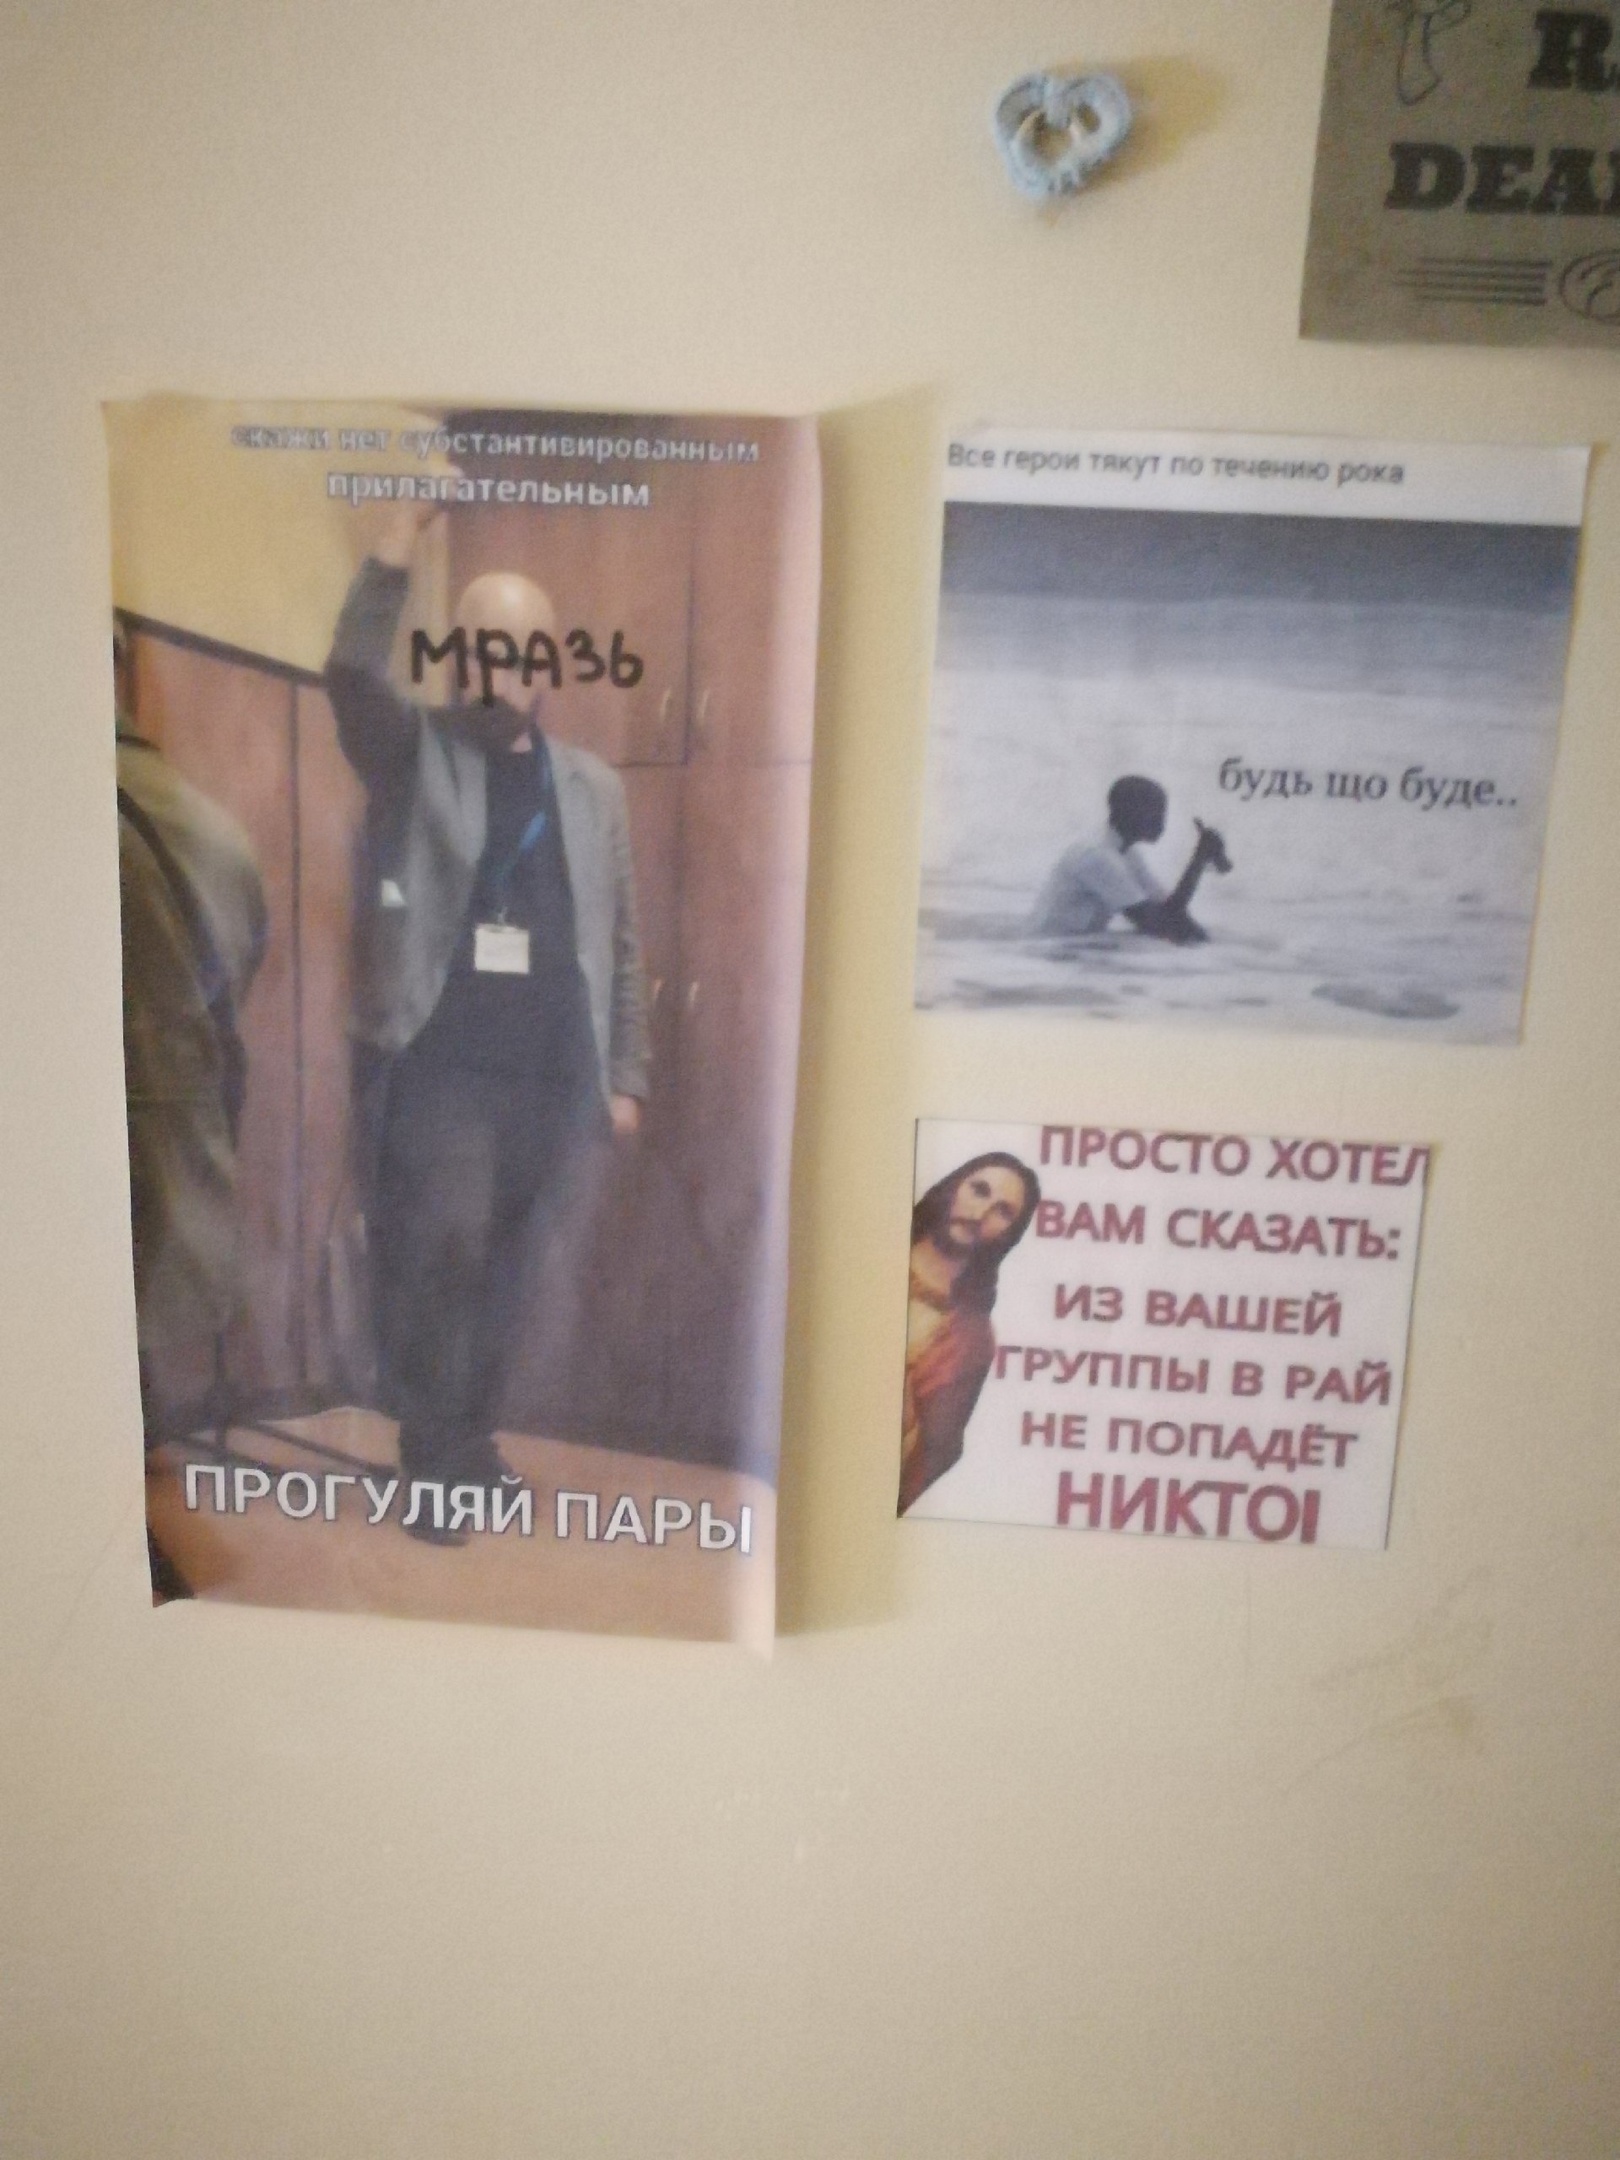 DEA
скажи нет субстантивированным
прилагательным
МРАЗЬ
ПРОГУЛЯЙ ПАРЫ
Все герои тякут по течению рока
будь що буде..
ПРОСТО ХОТЕЛ
ВАМ СКАЗАТЬ:
ИЗ ВАШЕЙ
ГРУППЫ В РАЙ
НЕ ПОПАДЁТ
НИКТО!